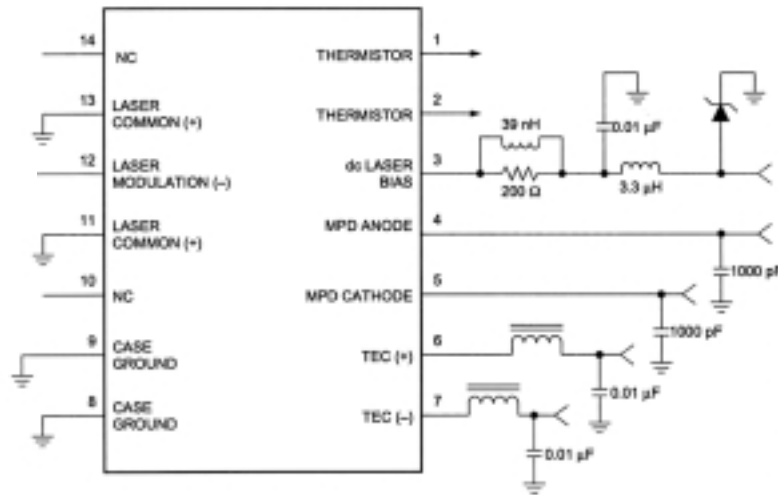 14
NC
13
LASER
COMMON (+)
12
LASER
MODULATION (–)
11
LASER
COMMON (+)
10
NC
9
CASE
GROUND
8
CASE
GROUND
1
THERMISTOR
2
THERMISTOR
3
dc LASER
BIAS
4
MPD ANODE
5
MPD CATHODE
6
TEC (+)
7
TEC (–)
39 nH
200 Ω
0.01 μF
3.3 μH
1000 pF
1000 pF
0.01 μF
0.01 μF